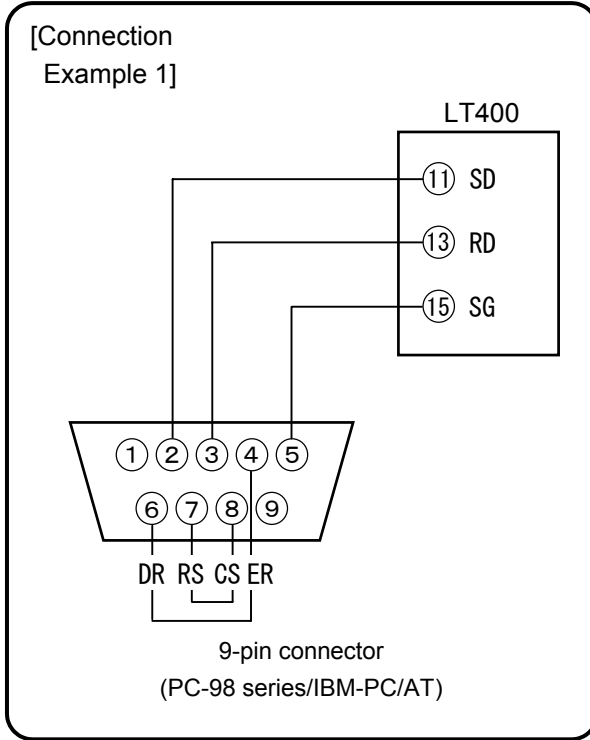 [Connection
Example 1]
LT400
⑪ SD
⑬ RD
⑮ SG
① ② ③ ④ ⑤
⑥ ⑦ ⑧ ⑨
DR RS CS ER
9-pin connector
(PC-98 series/IBM-PC/AT)